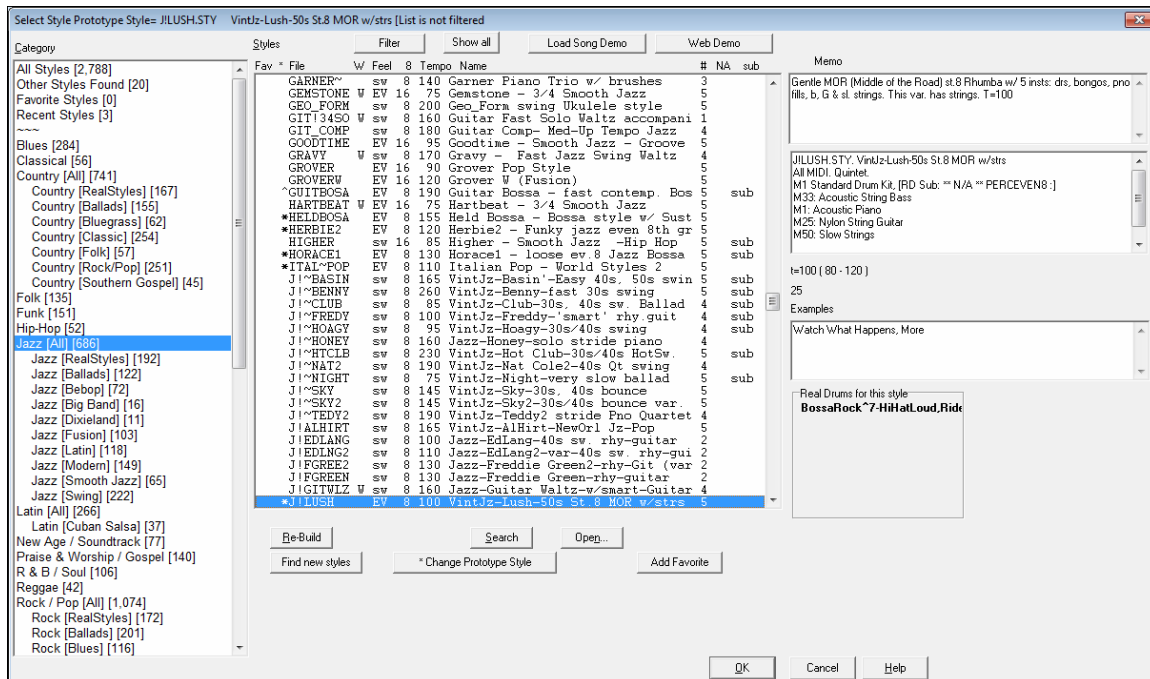 Select Style Prototype Style= J!LUSH.STY VintJz-Lush-50s St.8 MOR w/strs [List is not filtered
Category
All Styles [2,788]
Other Styles Found [20]
Favorite Styles [0]
Recent Styles [3]
~~~
Blues [284]
Classical [56]
Country [All] [741]
Country [RealStyles] [167]
Country [Ballads] [155]
Country [Bluegrass] [62]
Country [Classic] [254]
Country [Folk] [57]
Country [Rock/Pop] [251]
Country [Southern Gospel] [45]
Folk [135]
Funk [151]
Hip-Hop [52]
Jazz [All] [686]
Jazz [RealStyles] [192]
Jazz [Ballads] [122]
Jazz [Bebop] [72]
Jazz [Big Band] [16]
Jazz [Dixieland] [11]
Jazz [Fusion] [103]
Jazz [Latin] [118]
Jazz [Modern] [149]
Jazz [Smooth Jazz] [65]
Jazz [Swing] [222]
Latin [All] [266]
Latin [Cuban Salsa] [37]
New Age / Soundtrack [77]
Praise & Worship / Gospel [140]
R & B / Soul [106]
Reggae [42]
Rock / Pop [All] [1,074]
Rock [RealStyles] [172]
Rock [Ballads] [201]
Rock [Blues] [116]
Styles
Filter
Show all
Load Song Demo
Web Demo
Fav * File W Feel 8 Tempo Name # NA sub
GARNER~ sw 8 140 Garner Piano Trio w/ brushes 3
GEMSTONE W EV 16 75 Gemstone - 3/4 Smooth Jazz 5
GEO_FORM sw 8 200 Geo_Form swing Ukulele style 5
GIT!34SO W sw 8 160 Guitar Fast Solo Waltz accompani 1
GIT_COMP sw 8 180 Guitar Comp- Med-Up Tempo Jazz 4
GOODTIME EV 16 95 Goodtime - Smooth Jazz - Groove 5
GRAVY W sw 8 170 Gravy - Fast Jazz Swing Waltz 4
GROVER EV 16 90 Grover Pop Style 5
GROVERW EV 16 120 Grover W (Fusion) 5
^GUITBOSA EV 8 190 Guitar Bossa - fast contemp. Bos 5 sub
HARTBEAT W EV 16 75 Hartbeat - 3/4 Smooth Jazz 5
*HELDBOSA EV 8 155 Held Bossa - Bossa style w/ Sust 5
*HERBIE2 EV 8 120 Herbie2 - Funky jazz even 8th gr 5
HIGHER sw 16 85 Higher - Smooth Jazz -Hip Hop 5 sub
*HORACE1 EV 8 130 Horace1 - loose ev.8 Jazz Bossa 5 sub
*ITAL~POP EV 8 110 Italian Pop - World Styles 2 5
J!~BASIN sw 8 165 VintJz-Basin'-Easy 40s, 50s swin 5 sub
J!~BENNY sw 8 260 VintJz-Benny-fast 30s swing 5 sub
J!~CLUB sw 8 85 VintJz-Club-30s, 40s sw. Ballad 4 sub
J!~FREDY sw 8 100 VintJz-Freddy-'smart' rhy.guit 4 sub
J!~HOAGY sw 8 95 VintJz-Hoagy-30s/40s swing 4 sub
J!~HONEY sw 8 160 Jazz-Honey-solo stride piano 4
J!~HTCLB sw 8 230 VintJz-Hot Club-30s/40s HotSw. 5 sub
J!~NAT2 sw 8 190 VintJz-Nat Cole2-40s Qt swing 4
J!~NIGHT sw 8 75 VintJz-Night-very slow ballad 5 sub
J!~SKY sw 8 145 VintJz-Sky-30s, 40s bounce 5
J!~SKY2 sw 8 145 VintJz-Sky2-30s/40s bounce var. 5
J!~TEDY2 sw 8 190 VintJz-Teddy2 stride Pno Quartet 4
J!ALHIRT sw 8 165 VintJz-AlHirt-NewOrl Jz-Pop 5
J!EDLANG sw 8 100 Jazz-EdLang-40s sw. rhy-guitar 2
J!EDLNG2 sw 8 110 Jazz-EdLang2-var-40s sw. rhy-gui 2
J!FGREE2 sw 8 130 Jazz-Freddie Green2-rhy-Git (var 2
J!FGREEN sw 8 130 Jazz-Freddie Green-rhy-guitar 2
J!GITWLZ W sw 8 160 Jazz-Guitar Waltz-w/smart-Guitar 4
*J!LUSH EV 8 100 VintJz-Lush-50s St.8 MOR w/strs 5
Memo
Gentle MOR (Middle of the Road) st.8 Rhumba w/ 5 insts: drs, bongos, pno
fills, b, G & sl. strings. This var. has strings. T=100
J!LUSH.STY. VintJz-Lush-50s St.8 MOR w/strs
All MIDI. Quintet.
M1 Standard Drum Kit, [RD Sub: ** N/A ** PERCEVEN8 :]
M33: Acoustic String Bass
M1: Acoustic Piano
M25: Nylon String Guitar
M50: Slow Strings
t=100 ( 80 - 120 )
25
Examples
Watch What Happens, More
Real Drums for this style
BossaRock^7-HiHatLoud,Ride
Re-Build
Search
Open...
Find new styles
* Change Prototype Style
Add Favorite
OK
Cancel
Help